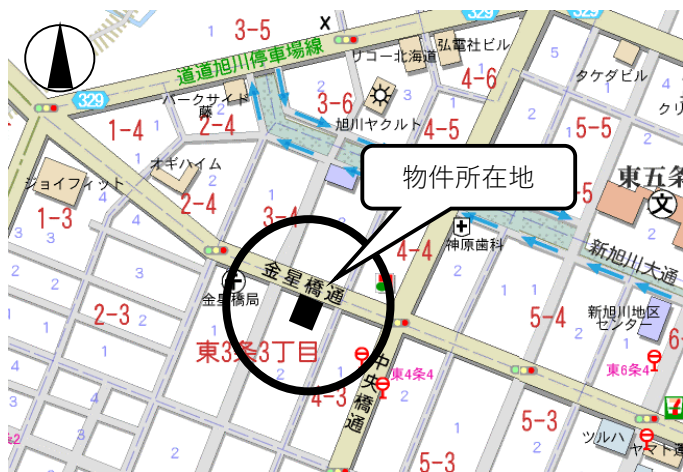 3-5
X
329
道道旭川停車場線
329
弘電社ビル
リコー北海道
4-6
タケダビル
パークサイド
藤
3-6
旭川ヤクルト
4-5
5-5
クリ
1-4
2-4
オギハイム
ジョイフィット
2-4
1-3
3-4
物件所在地
東五条
文
4-4
神原歯科
新旭川大通
金星橋通
金星橋局
2-3
東3条3丁目
5-4
新旭川地区
センター
6-
中央橋通
東4条4
東6条4
4-3
5-3
5-3
ツルハ
ヤマト運